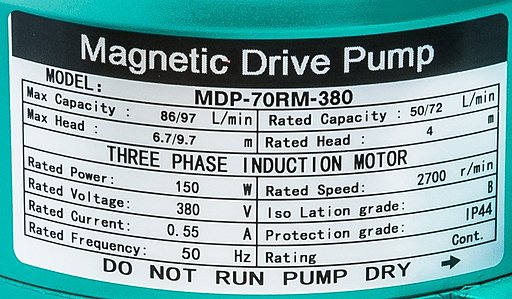 Magnetic Drive Pump
MODEL: MDP-70RM-380
Max Capacity : 86/97 L/min Rated Capacity : 50/72 L/min
Max Head : 6.7/9.7 m Rated Head : 4 m
THREE PHASE INDUCTION MOTOR
Rated Power: 150 W Rated Speed: 2700 r/min
Rated Voltage: 380 V Iso Lation grade: B
Rated Current: 0.55 A Protection grade: IP44
Rated Frequency: 50 Hz Rating Cont.
DO NOT RUN PUMP DRY →